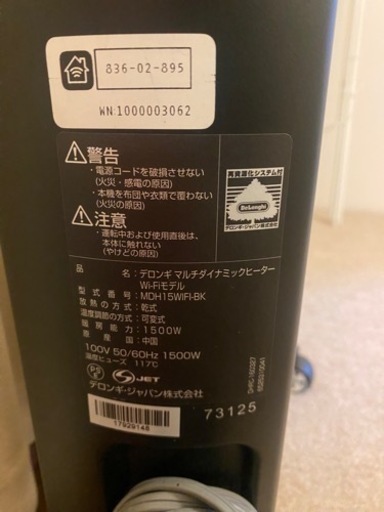 836-02-895
WN:1000003062
警告
・電源コードを破損させない
(火災・感電の原因)
・本機を布団や衣類で覆わない
(火災の原因)
注意
・運転中および使用直後は、
本体に触れない
(やけどの原因)
再資源化システム付
DeLonghi
デロンギ・ジャパン株式会社
品 名:デロンギ マルチダイナミックヒーター
Wi-Fiモデル
型式番号:MDH15WIFI-BK
放熱の方式:乾式
温度調節の方式:可変式
暖房能力:1500W
原産国:中国
100V 50/60Hz 1500W
温度ヒューズ 117℃
PS E
S JET
デロンギ・ジャパン株式会社
17929148
73125